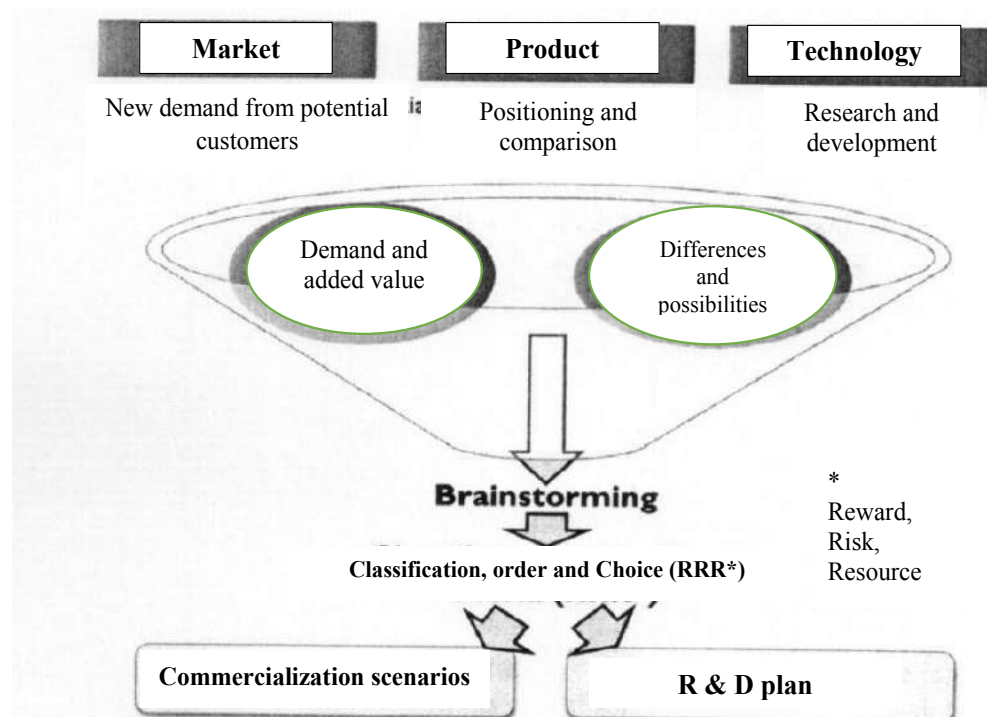 Market
Product
Technology
New demand from potential
customers
Positioning and
comparison
Research and
development
Demand and
added value
Differences
and
possibilities
Brainstorming
*
Reward,
Risk,
Resource
Classification, order and Choice (RRR*)
Commercialization scenarios
R & D plan